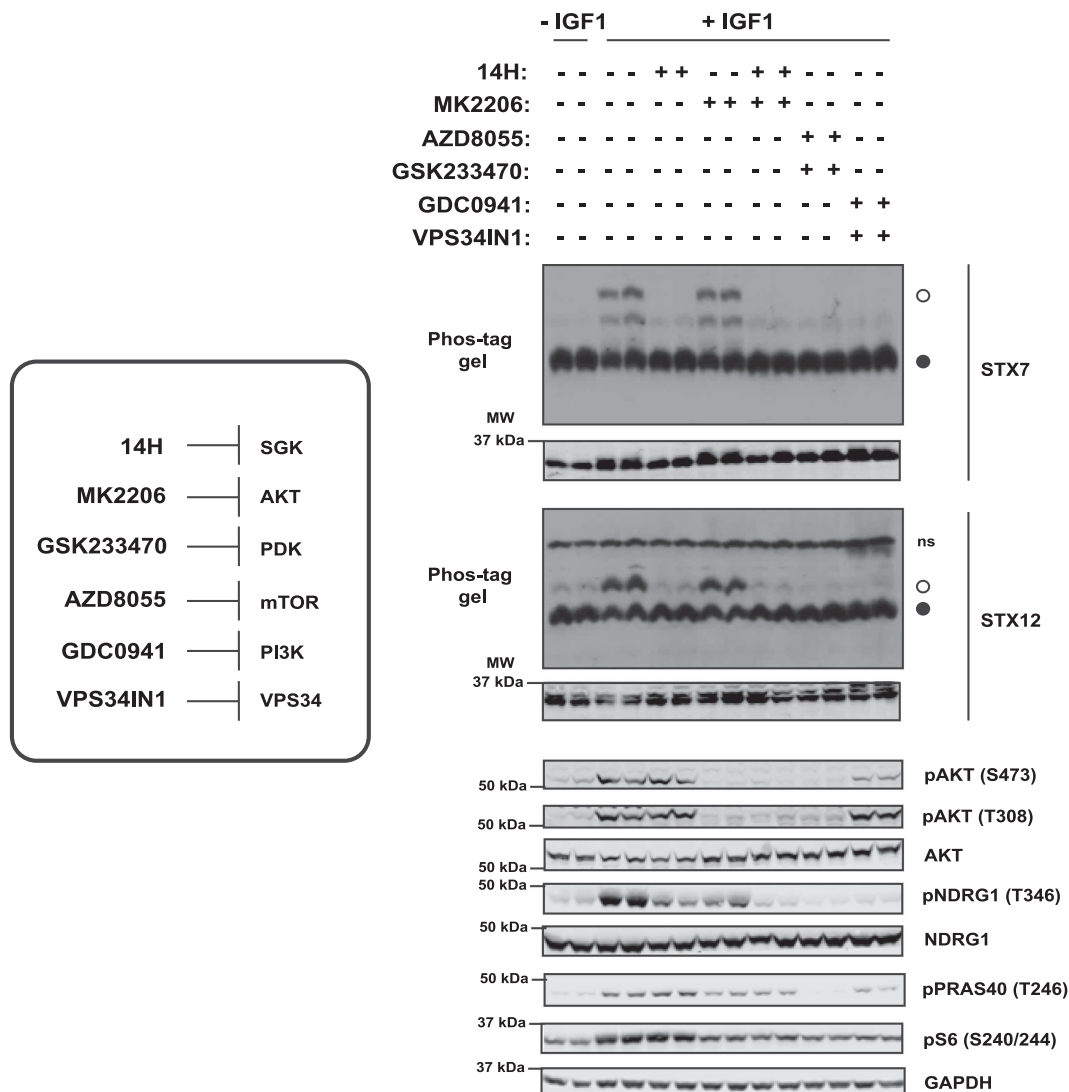 - IGF1 + IGF1
14H: - - - - + + - - + + - - - -
MK2206: - - - - - - + + + + - - - -
AZD8055: - - - - - - - - - - + + - -
GSK233470: - - - - - - - - - - + + - -
GDC0941: - - - - - - - - - - - - + +
VPS34IN1: - - - - - - - - - - - - + +
Phos-tag
gel
STX7
MW
37 kDa
ns
Phos-tag
gel
STX12
MW
37 kDa
14H SGK
MK2206 AKT
GSK233470 PDK
AZD8055 mTOR
GDC0941 PI3K
VPS34IN1 VPS34
50 kDa pAKT (S473)
50 kDa pAKT (T308)
50 kDa AKT
50 kDa pNDRG1 (T346)
50 kDa NDRG1
50 kDa pPRAS40 (T246)
37 kDa pS6 (S240/244)
37 kDa GAPDH